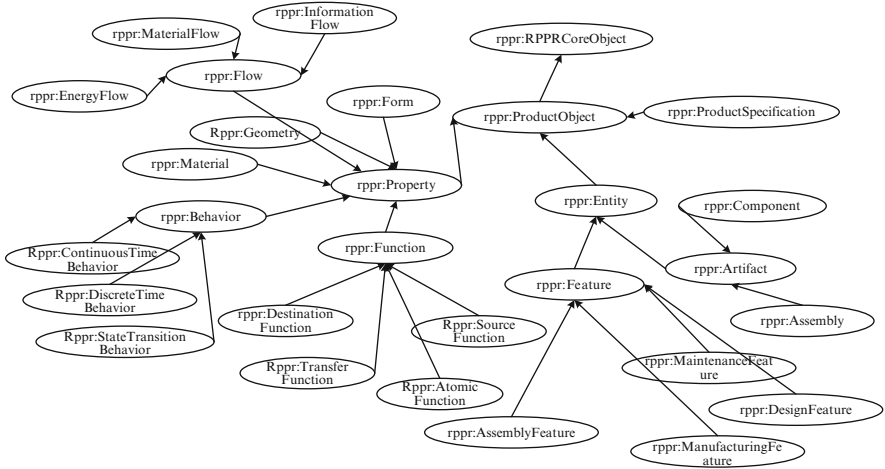 rppr:Information
Flow
rppr:MaterialFlow
rppr:RPPRCoreObject
rppr:Flow
rppr:EnergyFlow
rppr:Form
rppr:ProductSpecification
rppr:ProductObject
Rppr:Geometry
rppr:Material
rppr:Property
rppr:Entity
rppr:Component
rppr:Behavior
rppr:Function
Rppr:ContinuousTime
Behavior
rppr:Artifact
rppr:Feature
Rppr:DiscreteTime
Behavior
rppr:Destination
Function
Rppr:Source
Function
rppr:Assembly
Rppr:StateTransition
Behavior
Rppr:Transfer
Function
rppr:MaintenanceFeat
ure
Rppr:Atomic
Function
rppr:DesignFeature
rppr:AssemblyFeature
rppr:ManufacturingFe
ature